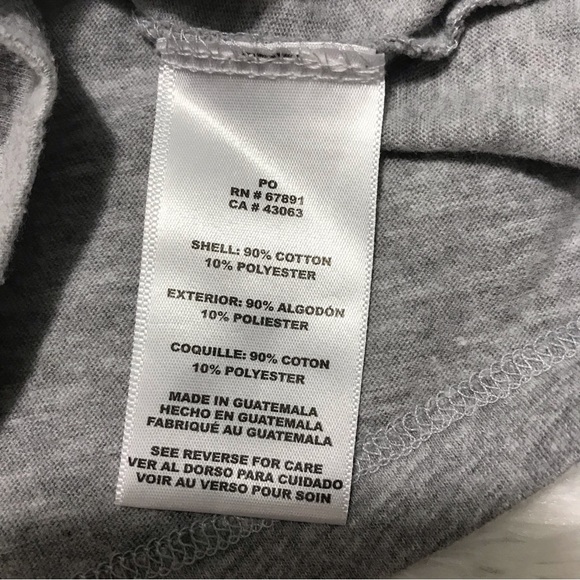 PO
RN # 67891
CA # 43063
SHELL: 90% COTTON
10% POLYESTER
EXTERIOR: 90% ALGODÓN
10% POLIESTER
COQUILLE: 90% COTON
10% POLYESTER
MADE IN GUATEMALA
HECHO EN GUATEMALA
FABRIQUÉ AU GUATEMALA
SEE REVERSE FOR CARE
VER AL DORSO PARA CUIDADO
VOIR AU VERSO POUR SOIN